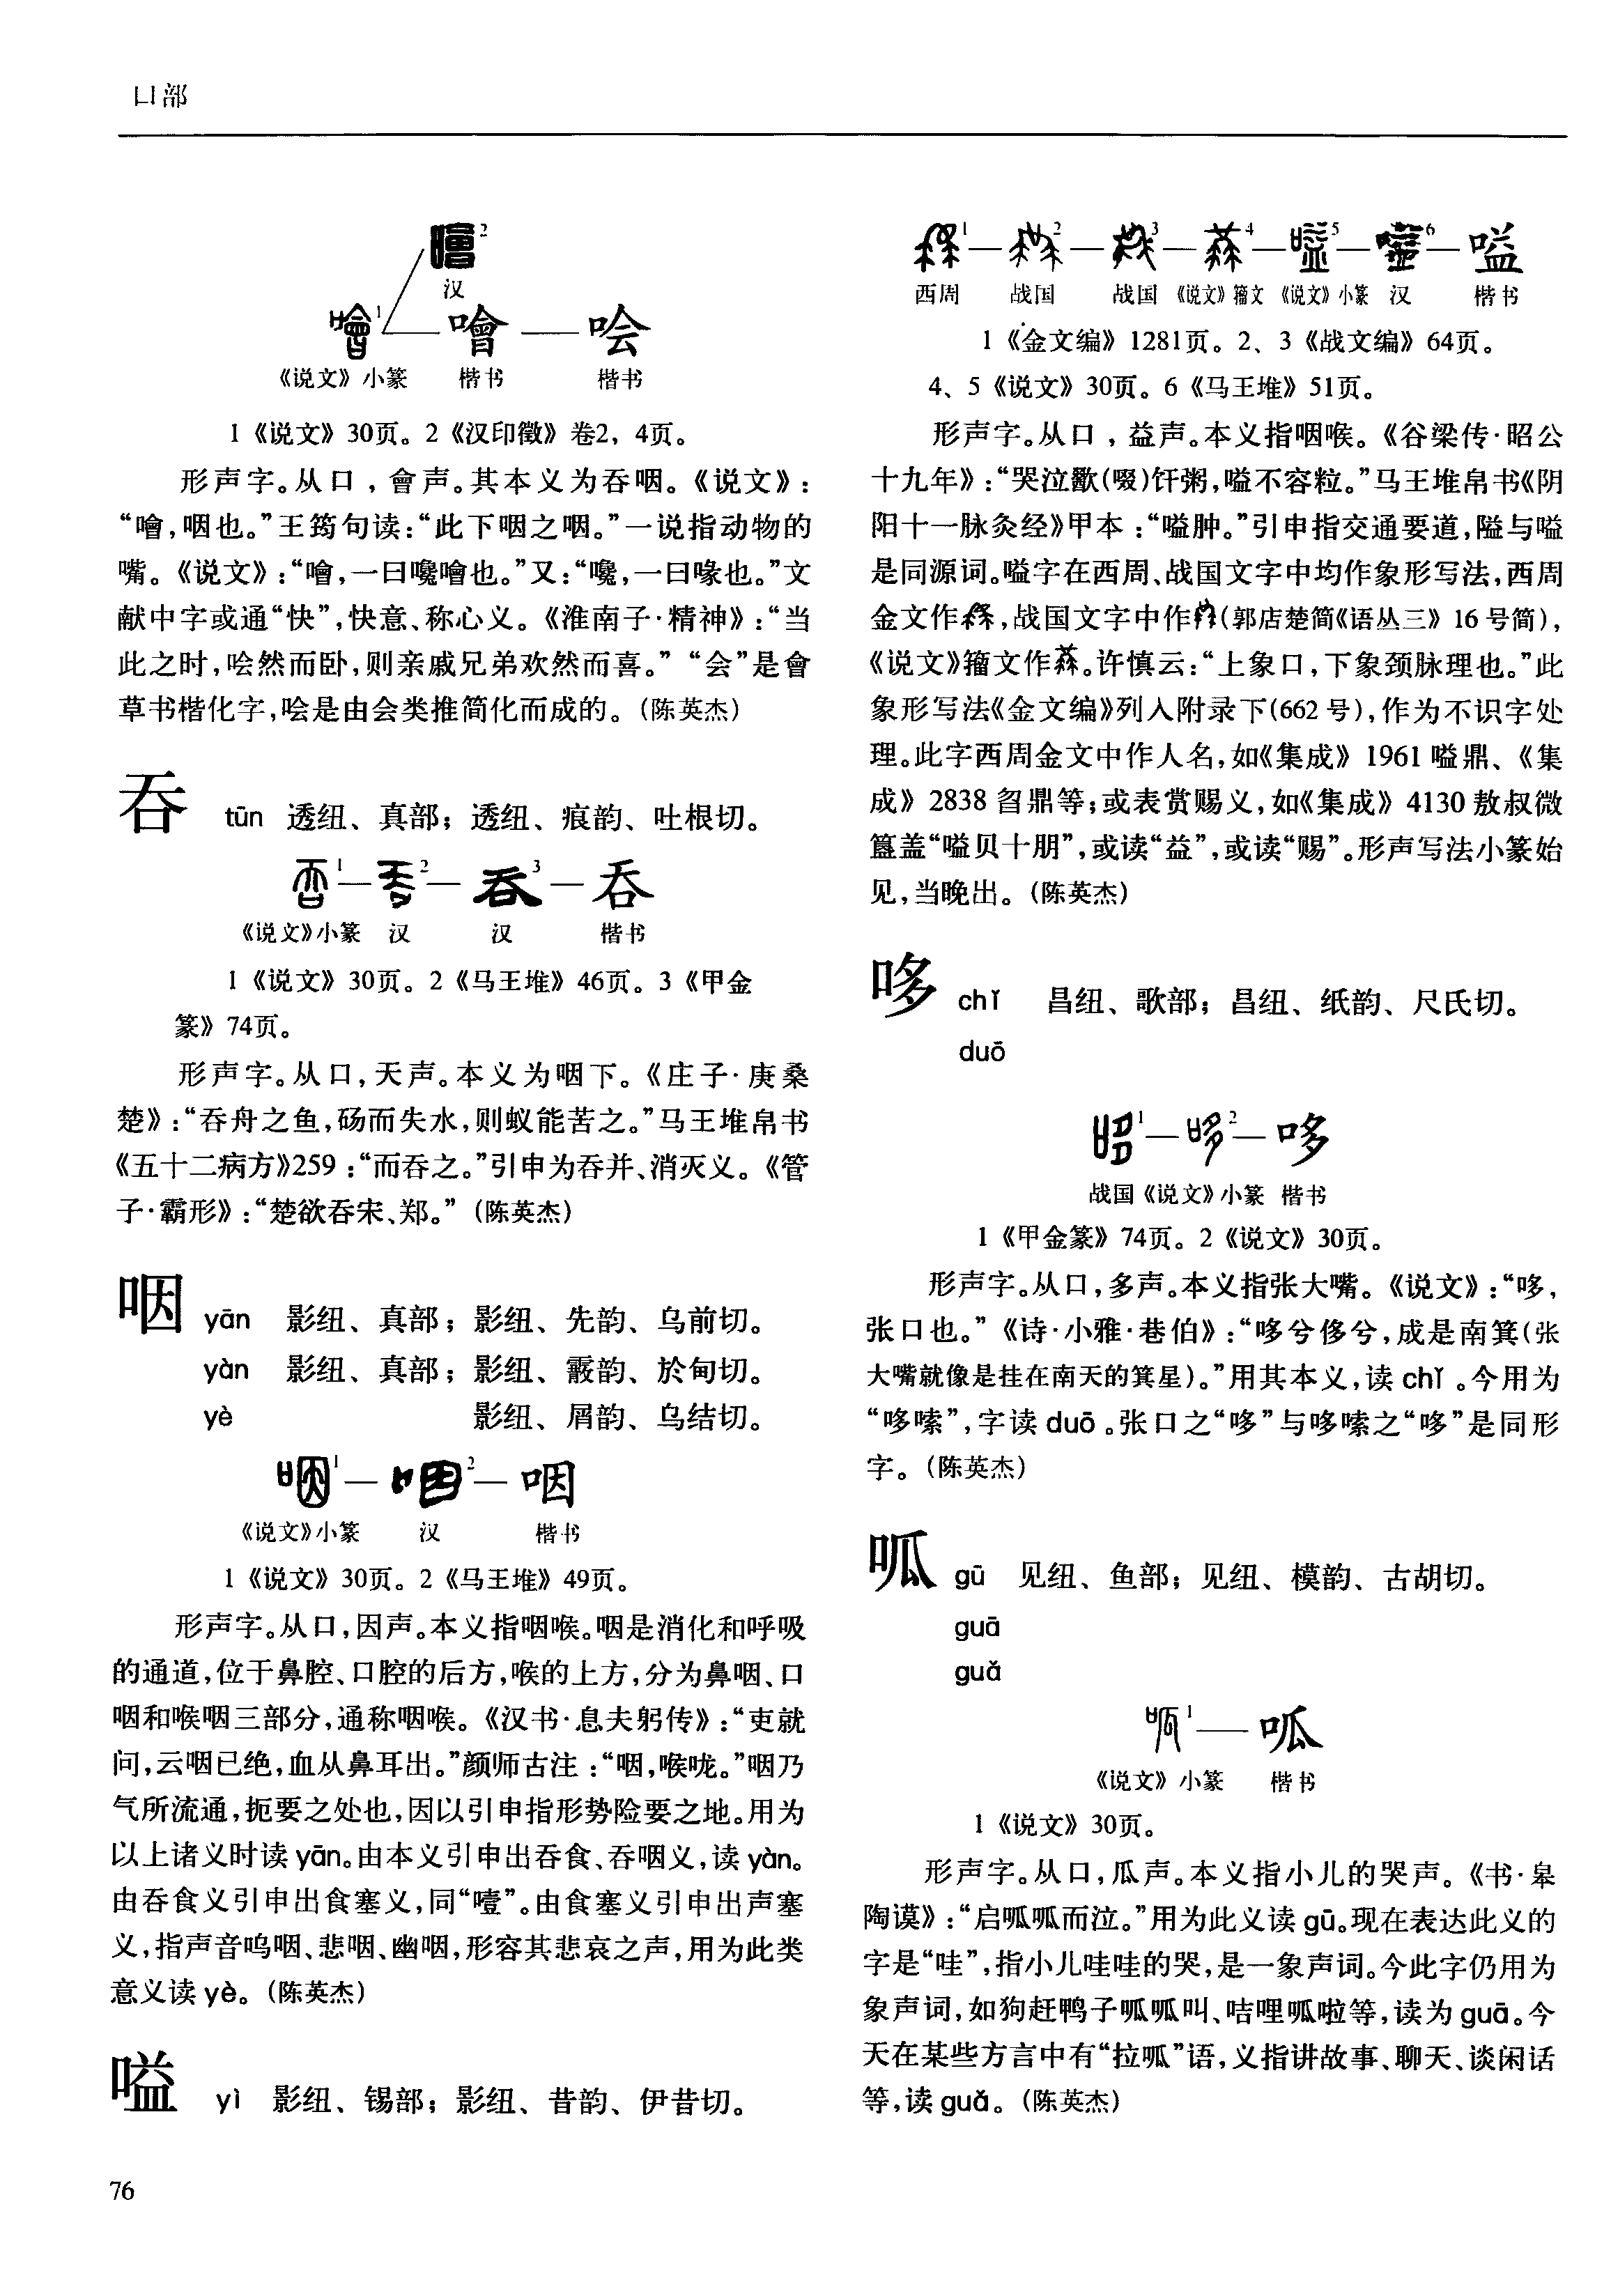 口部
2
汉
噲1 噲 哙
《说文》小篆 楷书 楷书
1《说文》30页。2《汉印徵》卷2，4页。
形声字。从口，會声。其本义为吞咽。《说文》：
“噲，咽也。”王筠句读：“此下咽之咽。”一说指动物的
嘴。《说文》：“噲，一曰嚵噲也。”又：“嚵，一曰喙也。”文
献中字或通“快”，快意、称心义。《淮南子·精神》：“当
此之时，哙然而卧，则亲戚兄弟欢然而喜。”“会”是會
草书楷化字，哙是由会类推简化而成的。（陈英杰）
吞 tūn 透纽、真部；透纽、痕韵、吐根切。
1 2 3 吞
《说文》小篆 汉 汉 楷书
1《说文》30页。2《马王堆》46页。3《甲金
篆》74页。
形声字。从口，天声。本义为咽下。《庄子·庚桑
楚》：“吞舟之鱼，砀而失水，则蚁能苦之。”马王堆帛书
《五十二病方》259：“而吞之。”引申为吞并、消灭义。《管
子·霸形》：“楚欲吞宋、郑。”（陈英杰）
咽 yān 影纽、真部；影纽、先韵、乌前切。
yàn 影纽、真部；影纽、霰韵、於甸切。
yè 影纽、屑韵、乌结切。
1 2 咽
《说文》小篆 汉 楷书
1《说文》30页。2《马王堆》49页。
形声字。从口，因声。本义指咽喉。咽是消化和呼吸
的通道，位于鼻腔、口腔的后方，喉的上方，分为鼻咽、口
咽和喉咽三部分，通称咽喉。《汉书·息夫躬传》：“吏就
问，云咽已绝，血从鼻耳出。”颜师古注：“咽，喉咙。”咽乃
气所流通，扼要之处也，因以引申指形势险要之地。用为
以上诸义时读yān。由本义引申出吞食、吞咽义，读yàn。
由吞食义引申出食塞义，同“噎”。由食塞义引申出声塞
义，指声音呜咽、悲咽、幽咽，形容其悲哀之声，用为此类
意义读yè。（陈英杰）
嗌 yì 影纽、锡部；影纽、昔韵、伊昔切。
1 2 3 4 5 6 嗌
西周 战国 战国 《说文》籀文 《说文》小篆 汉 楷书
1《金文编》1281页。2、3《战文编》64页。
4、5《说文》30页。6《马王堆》51页。
形声字。从口，益声。本义指咽喉。《谷梁传·昭公
十九年》：“哭泣歠（啜）饦粥，嗌不容粒。”马王堆帛书《阴
阳十一脉灸经》甲本：“嗌肿。”引申指交通要道，隘与嗌
是同源词。嗌字在西周、战国文字中均作象形写法，西周
金文作，战国文字中作（郭店楚简《语丛三》16号简），
《说文》籀文作。许慎云：“上象口，下象颈脉理也。”此
象形写法《金文编》列入附录下（662号），作为不识字处
理。此字西周金文中作人名，如《集成》1961嗌鼎、《集
成》2838曶鼎等；或表赏赐义，如《集成》4130敖叔微
簋盖“嗌贝十朋”，或读“益”，或读“赐”。形声写法小篆始
见，当晚出。（陈英杰）
哆 chǐ 昌纽、歌部；昌纽、纸韵、尺氏切。
duō
1 2 哆
战国 《说文》小篆 楷书
1《甲金篆》74页。2《说文》30页。
形声字。从口，多声。本义指张大嘴。《说文》：“哆，
张口也。”《诗·小雅·巷伯》：“哆兮侈兮，成是南箕（张
大嘴就像是挂在南天的箕星）。”用其本义，读chǐ。今用为
“哆嗦”，字读duō。张口之“哆”与哆嗦之“哆”是同形
字。（陈英杰）
呱 gū 见纽、鱼部；见纽、模韵、古胡切。
guā
guǎ
1 呱
《说文》小篆 楷书
1《说文》30页。
形声字。从口，瓜声。本义指小儿的哭声。《书·皋
陶谟》：“启呱呱而泣。”用为此义读gū。现在表达此义的
字是“哇”，指小儿哇哇的哭，是一象声词。今此字仍用为
象声词，如狗赶鸭子呱呱叫、咭哩呱啦等，读为guā。今
天在某些方言中有“拉呱”语，义指讲故事、聊天、谈闲话
等，读guǎ。（陈英杰）
76